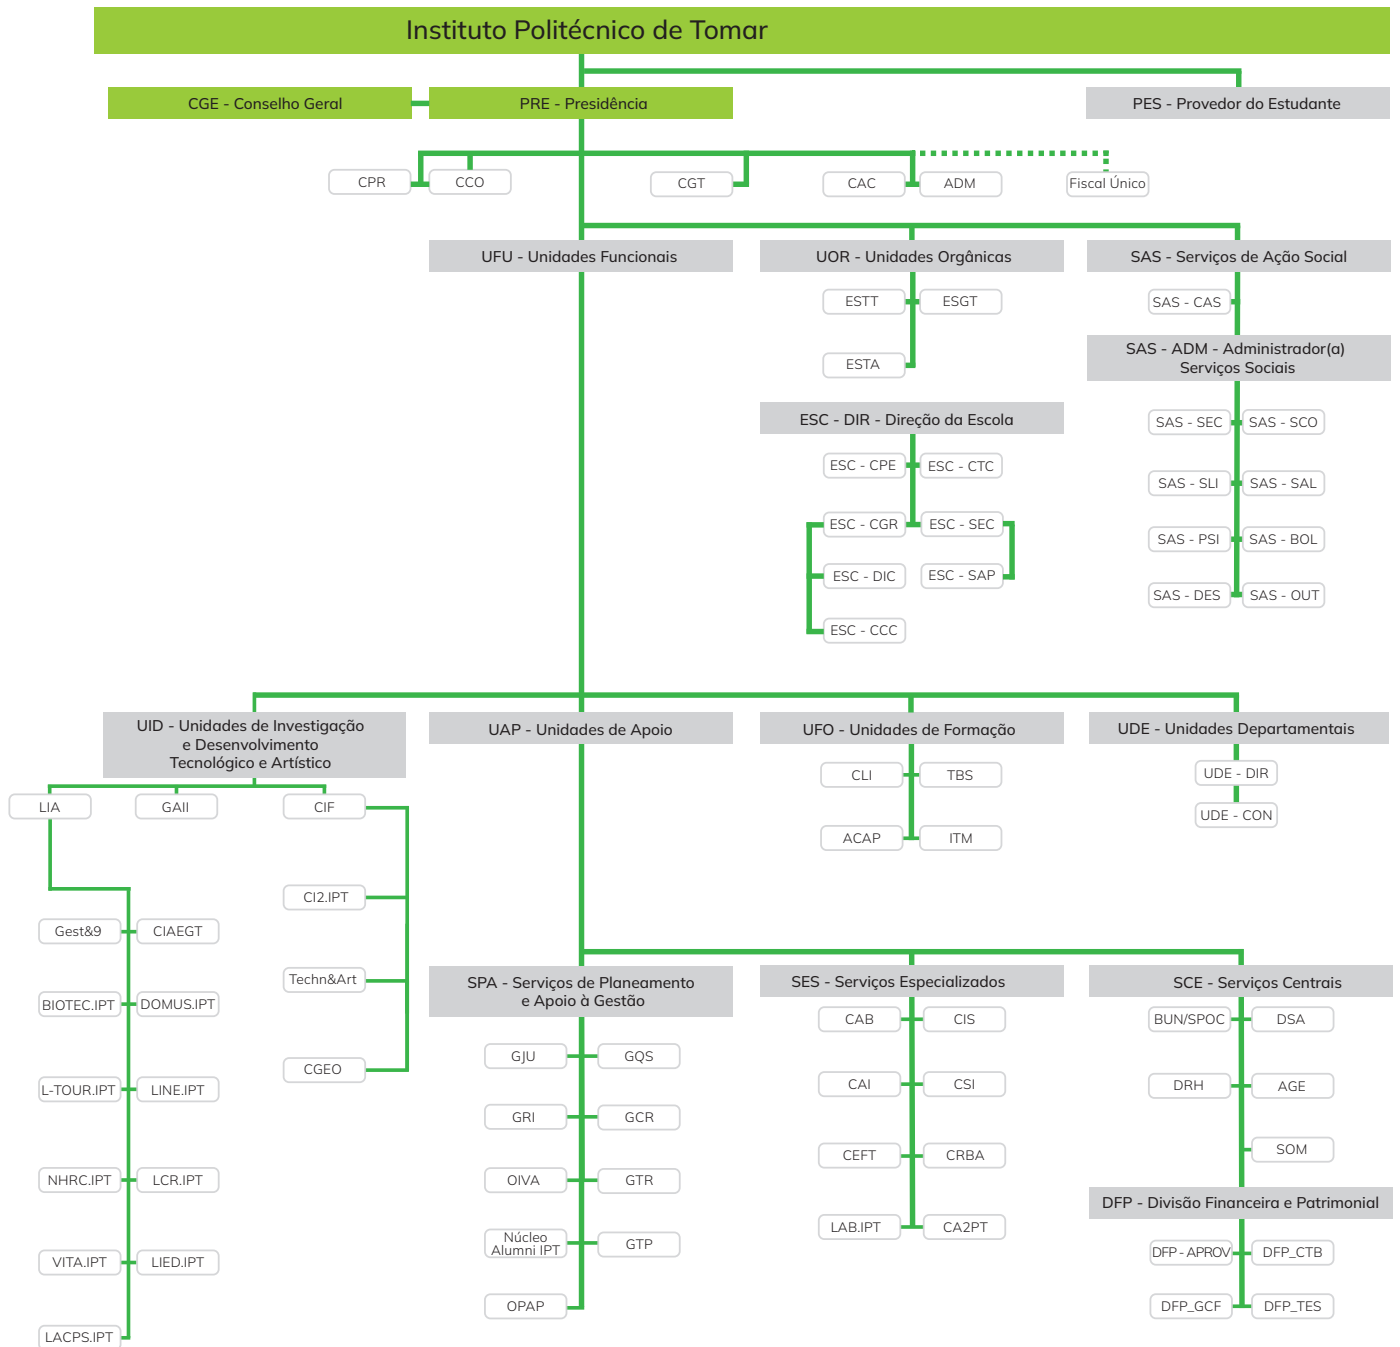 Instituto Politécnico de Tomar
CGE - Conselho Geral
PRE - Presidência
PES - Provedor do Estudante
CPR
CCO
CGT
CAC
ADM
Fiscal Único
UFU - Unidades Funcionais
UOR - Unidades Orgânicas
SAS - Serviços de Ação Social
ESTT
ESGT
SAS - CAS
ESTA
SAS - ADM - Administrador(a)
Serviços Sociais
ESC - DIR - Direção da Escola
SAS - SEC
SAS - SCO
ESC - CPE
ESC - CTC
SAS - SLI
SAS - SAL
ESC - CGR
ESC - SEC
SAS - PSI
SAS - BOL
ESC - DIC
ESC - SAP
SAS - DES
SAS - OUT
ESC - CCC
UID - Unidades de Investigação
e Desenvolvimento
Tecnológico e Artístico
UAP - Unidades de Apoio
UFO - Unidades de Formação
UDE - Unidades Departamentais
LIA
GAII
CIF
CLI
TBS
UDE - DIR
UDE - CON
ACAP
ITM
CI2.IPT
Gest&9
CIAEGT
Techn&Art
BIOTEC.IPT
DOMUS.IPT
CGEO
L-TOUR.IPT
LINE.IPT
NHRC.IPT
LCR.IPT
VITA.IPT
LIED.IPT
LACPS.IPT
SPA - Serviços de Planeamento
e Apoio à Gestão
SES - Serviços Especializados
SCE - Serviços Centrais
GJU
GQS
GRI
GCR
OIVA
GTR
Núcleo
Alumni IPT
GTP
OPAP
CAB
CIS
CAI
CSI
CEFT
CRBA
LAB.IPT
CA2PT
BUN/SPOC
DSA
DRH
AGE
SOM
DFP - Divisão Financeira e Patrimonial
DFP - APROV
DFP_CTB
DFP_GCF
DFP_TES